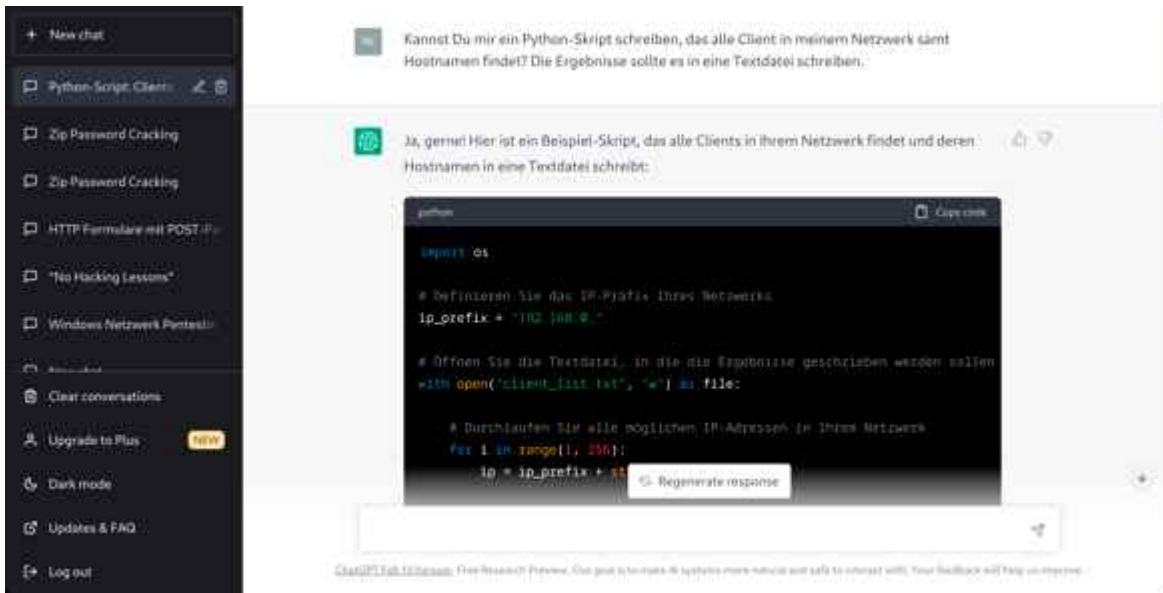 + New chat
Python-Script: Client
Zip Password Cracking
Zip Password Cracking
HTTP Formulare mit POST
"No Hacking Lessons"
Windows Netzwerk Pentest
New chat
Clear conversations
Upgrade to Plus NEW
Dark mode
Updates & FAQ
Log out
Kannst Du mir ein Python-Skript schreiben, das alle Client in meinem Netzwerk samt
Hostnamen findet? Die Ergebnisse sollte es in eine Textdatei schreiben.
Ja, gerne! Hier ist ein Beispiel-Skript, das alle Clients in Ihrem Netzwerk findet und deren
Hostnamen in eine Textdatei schreibt:
python Copy code
import os
# Definieren Sie das IP-Präfix Ihres Netzwerks
ip_prefix = "192.168.0."
# Öffnen Sie die Textdatei, in die die Ergebnisse geschrieben werden sollen
with open("client_list.txt", "w") as file:
# Durchlaufen Sie alle möglichen IP-Adressen in Ihrem Netzwerk
for i in range(1, 256):
ip = ip_prefix + st
Regenerate response
ChatGPT Feb 13 Version. Free Research Preview. Our goal is to make AI systems more natural and safe to interact with. Your feedback will help us improve.